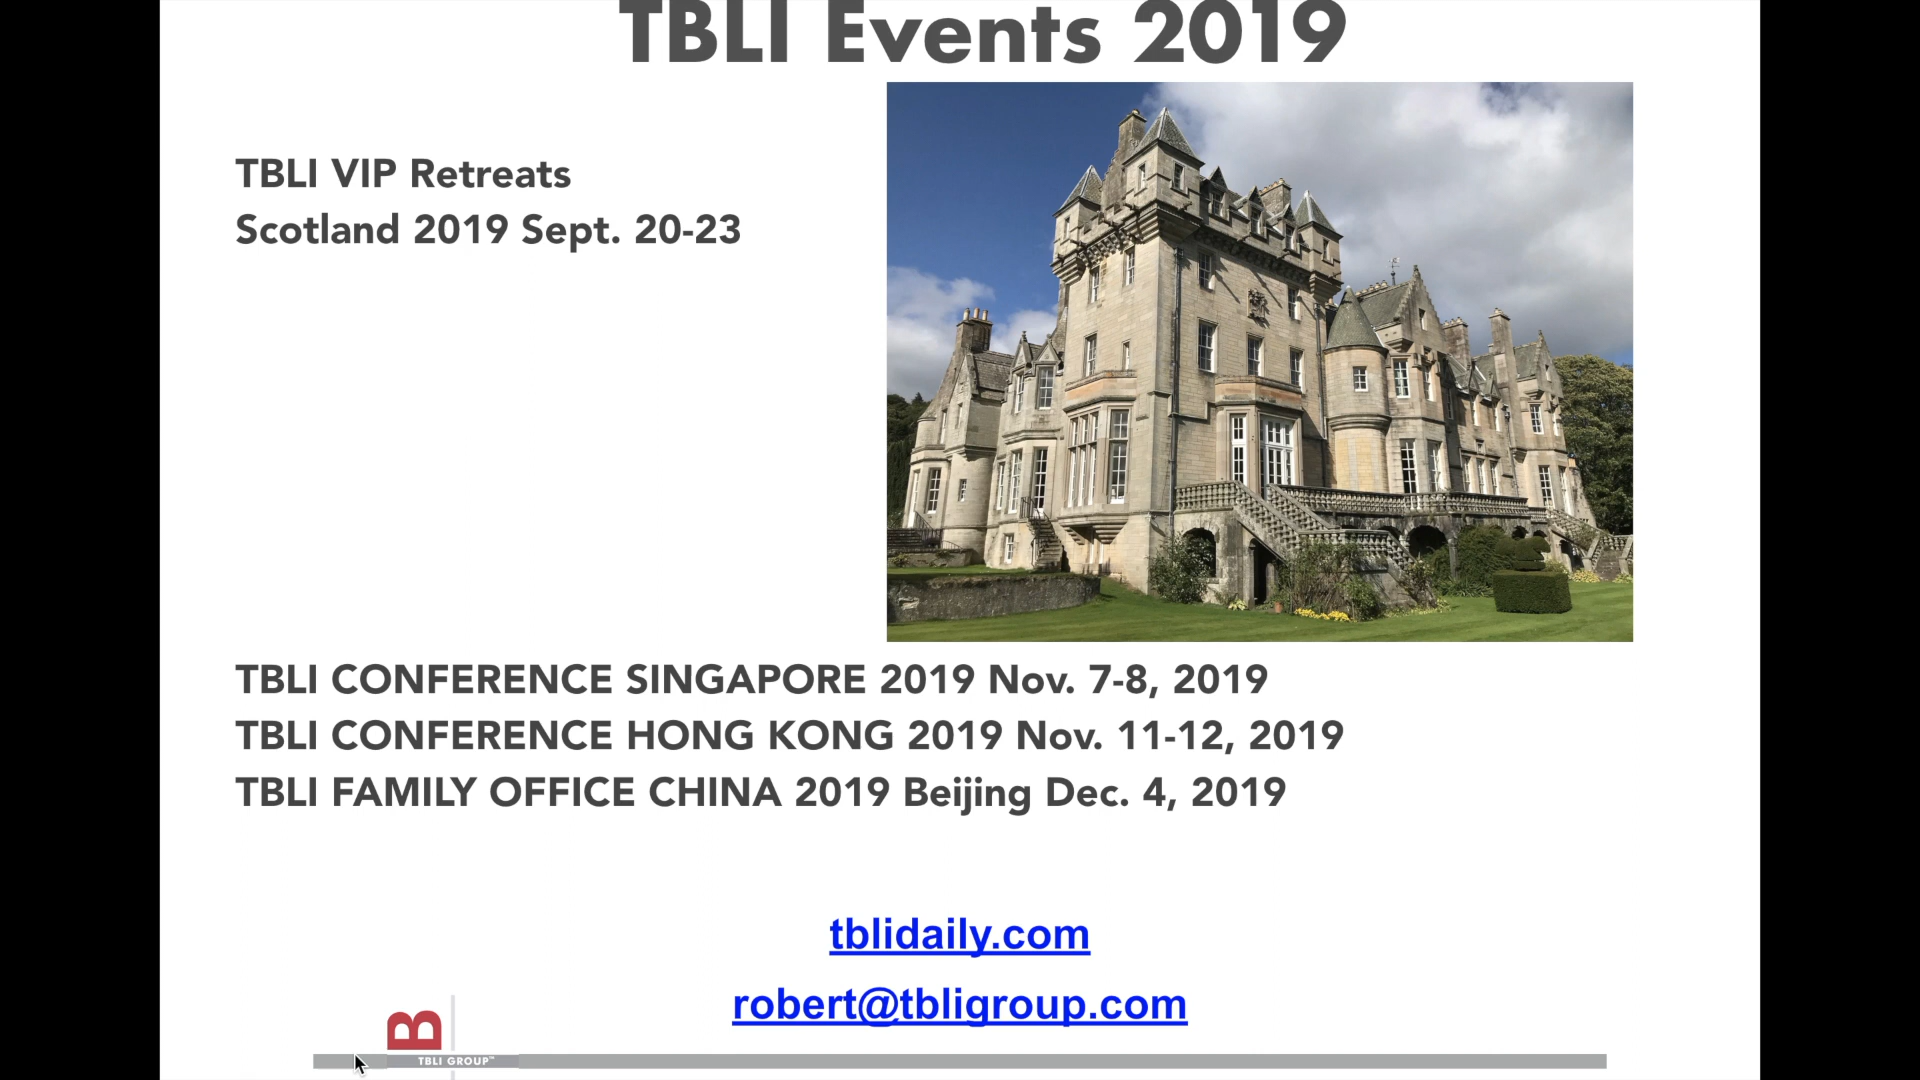 TBLI Events 2019
TBLI VIP Retreats
Scotland 2019 Sept. 20-23
TBLI CONFERENCE SINGAPORE 2019 Nov. 7-8, 2019
TBLI CONFERENCE HONG KONG 2019 Nov. 11-12, 2019
TBLI FAMILY OFFICE CHINA 2019 Beijing Dec. 4, 2019
tblidaily.com
robert@tbligroup.com
B
TBLI GROUP™